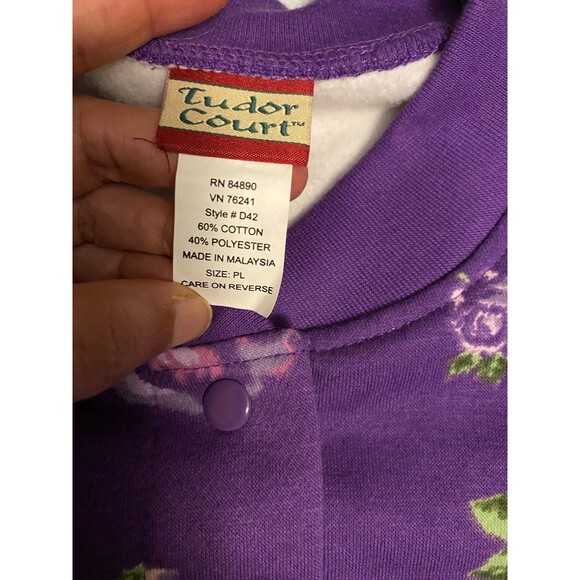 Tudor
Court™
RN 84890
VN 76241
Style # D42
60% COTTON
40% POLYESTER
MADE IN MALAYSIA
SIZE: PL
CARE ON REVERSE